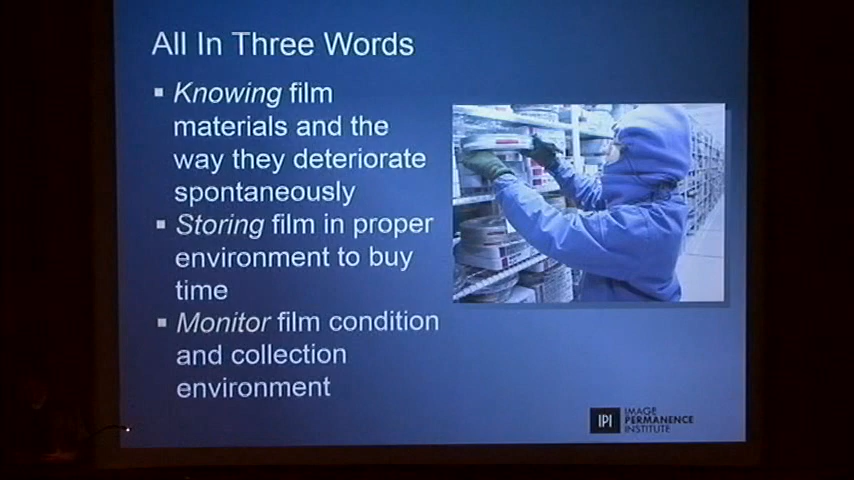 All In Three Words
▪ Knowing film
materials and the
way they deteriorate
spontaneously
▪ Storing film in proper
environment to buy
time
▪ Monitor film condition
and collection
environment
IPI
IMAGE
PERMANENCE
INSTITUTE